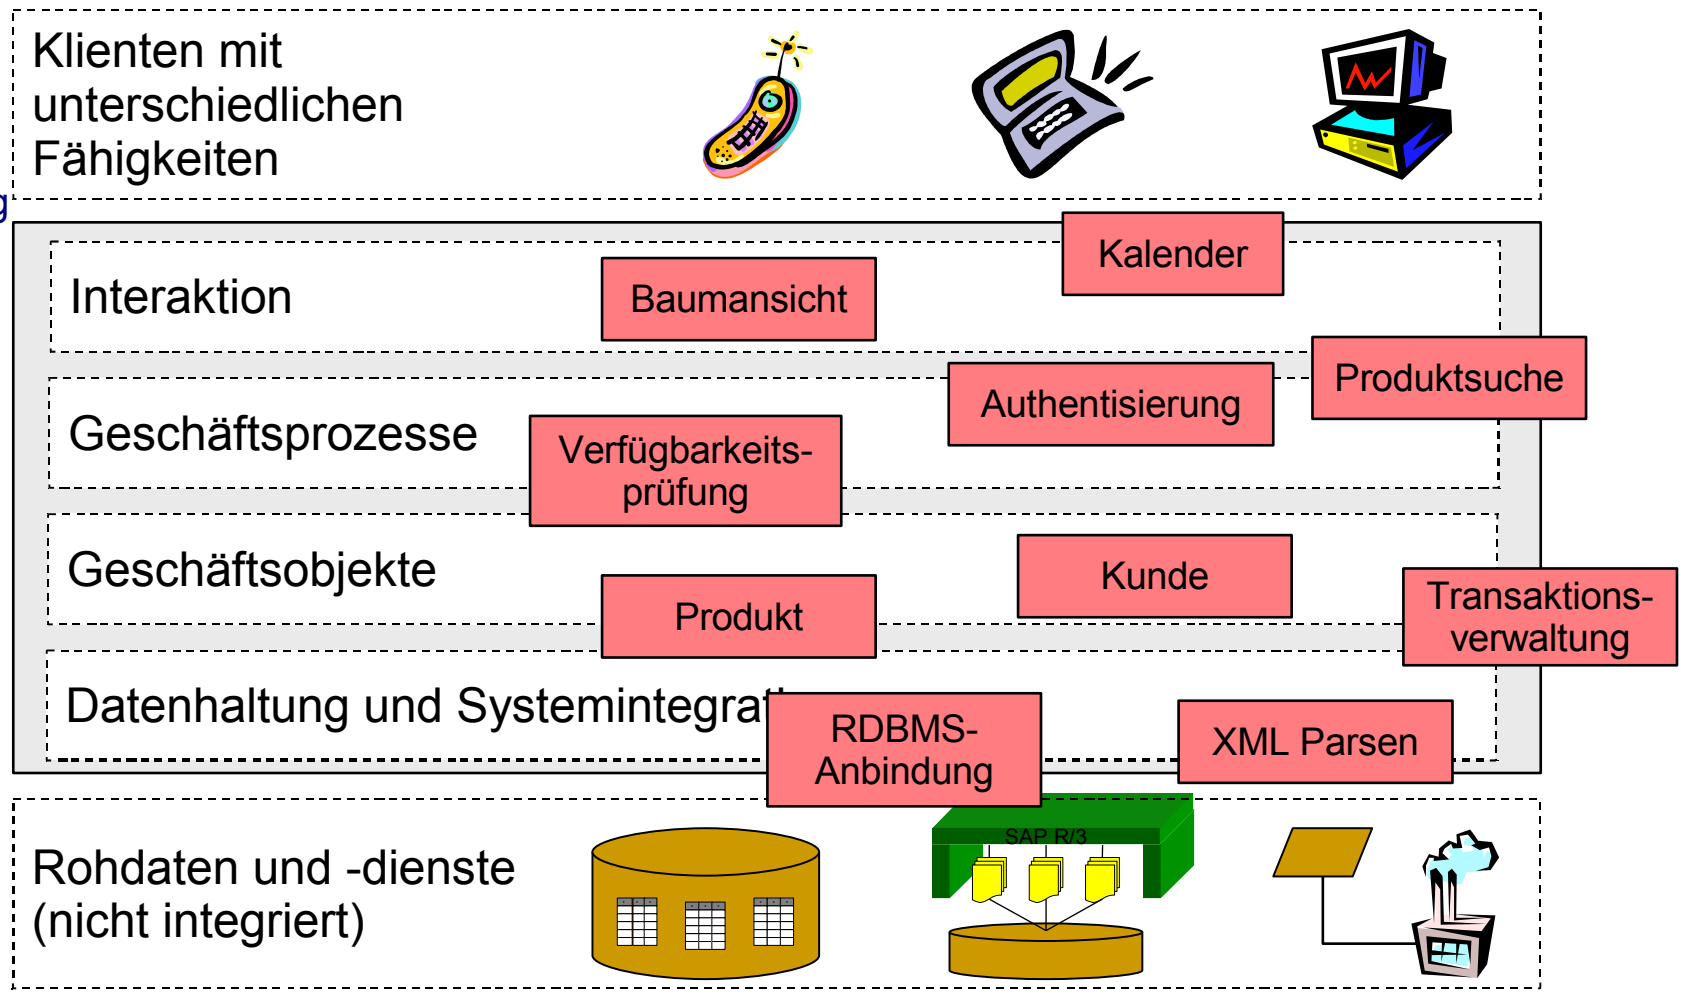 Klienten mit
unterschiedlichen
Fähigkeiten
g
Kalender
Interaktion
Baumansicht
Produktsuche
Authentisierung
Geschäftsprozesse
Verfügbarkeits-
prüfung
Geschäftsobjekte
Kunde
Produkt
Transaktions-
verwaltung
Datenhaltung und Systemintegrat
RDBMS-
Anbindung
XML Parsen
SAP R/3
Rohdaten und -dienste
(nicht integriert)